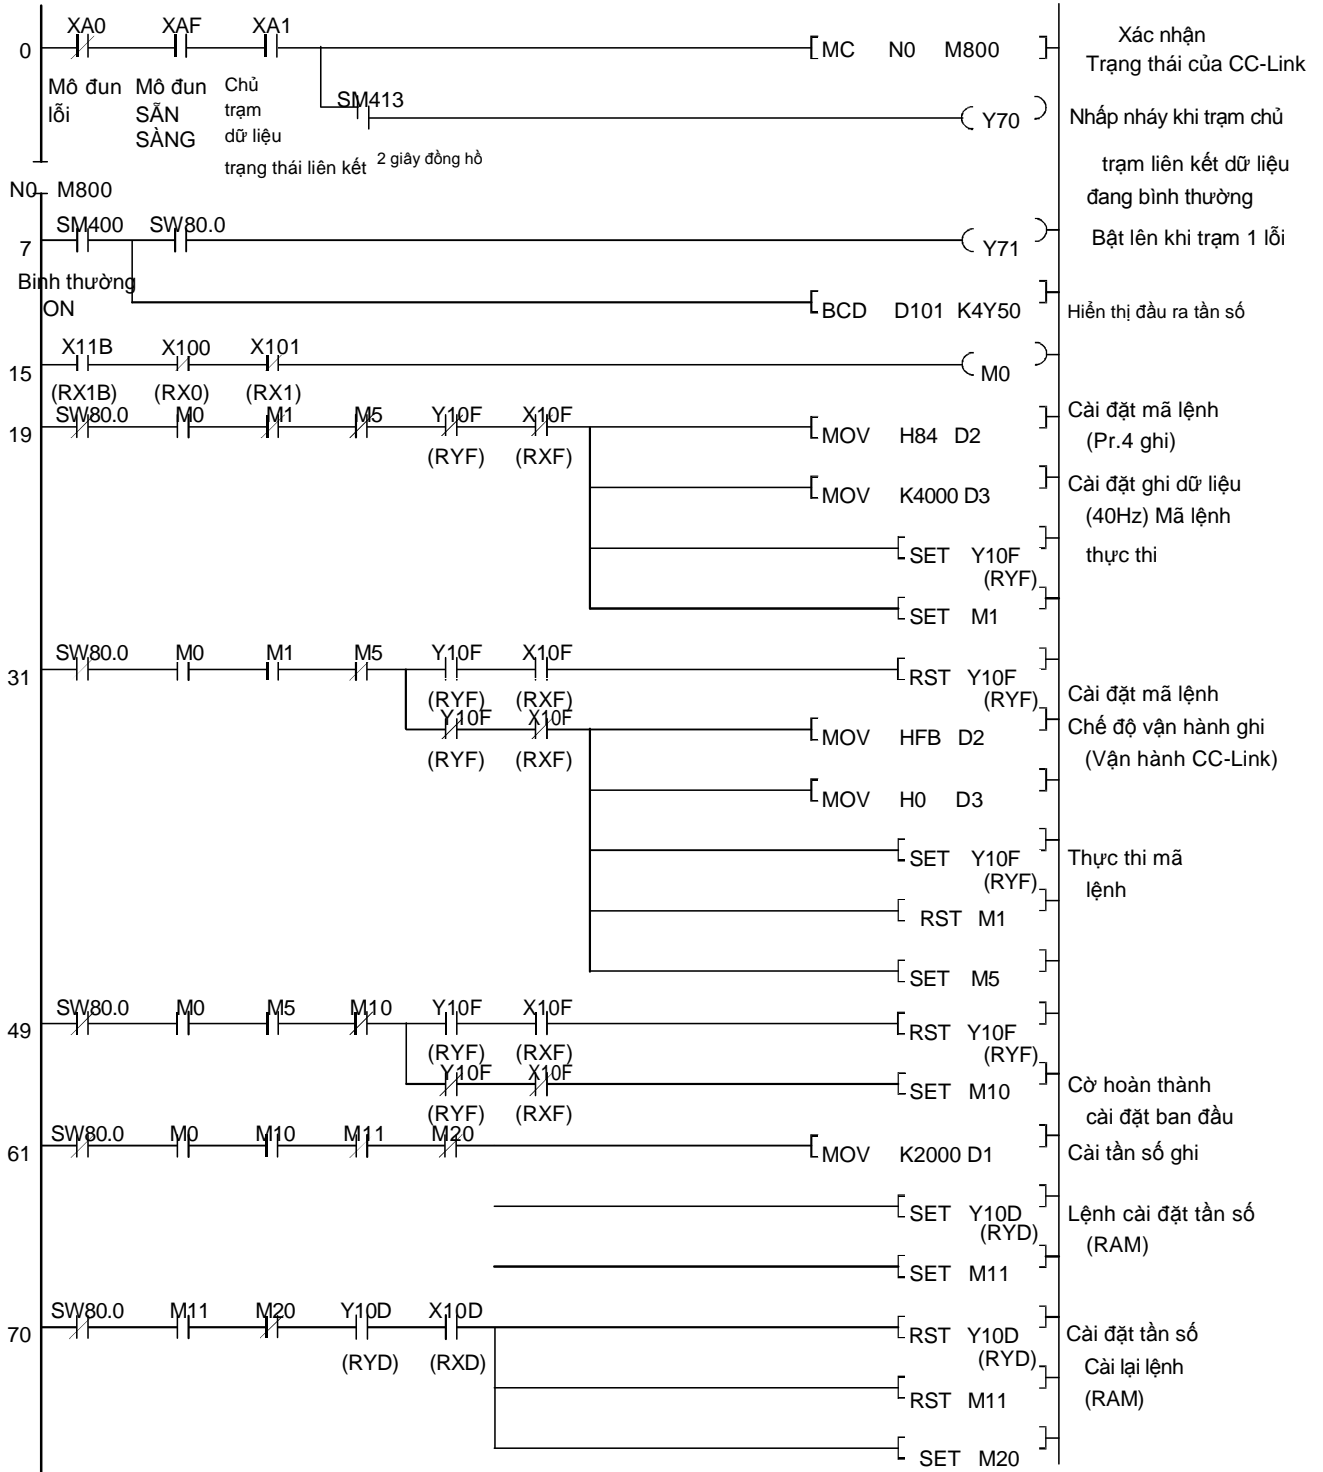 XA0 XAF XA1
0 MC N0 M800 Xác nhận
Trạng thái của CC-Link
Mô đun Mô đun Chủ
lỗi SẴN trạm
SÀNG dữ liệu
trạng thái liên kết 2 giây đồng hồ
SM413
Y70 Nhấp nháy khi trạm chủ
trạm liên kết dữ liệu
đang bình thường
N0 M800
SM400 SW80.0
7 Y71 Bật lên khi trạm 1 lỗi
Bình thường
ON
BCD D101 K4Y50 Hiển thị đầu ra tần số
X11B X100 X101
15 M0
(RX1B) (RX0) (RX1)
SW80.0 M0 M1 M5 Y10F X10F
19 MOV H84 D2 Cài đặt mã lệnh
(RYF) (RXF) (Pr.4 ghi)
MOV K4000 D3 Cài đặt ghi dữ liệu
(40Hz) Mã lệnh
SET Y10F thực thi
(RYF)
SET M1
SW80.0 M0 M1 M5 Y10F X10F
31 RST Y10F
(RYF) (RXF) (RYF) Cài đặt mã lệnh
Y10F X10F
MOV HFB D2 Chế độ vận hành ghi
(RYF) (RXF) (Vận hành CC-Link)
MOV H0 D3
SET Y10F Thực thi mã
(RYF) lệnh
RST M1
SET M5
SW80.0 M0 M5 M10 Y10F X10F
49 RST Y10F
(RYF) (RXF) (RYF)
Y10F X10F
SET M10 Cờ hoàn thành
(RYF) (RXF) cài đặt ban đầu
SW80.0 M0 M10 M11 M20
61 MOV K2000 D1 Cài tần số ghi
SET Y10D Lệnh cài đặt tần số
(RYD) (RAM)
SET M11
SW80.0 M11 M20 Y10D X10D
70 RST Y10D Cài đặt tần số
(RYD) (RXD) (RYD) Cài lại lệnh
RST M11 (RAM)
SET M20